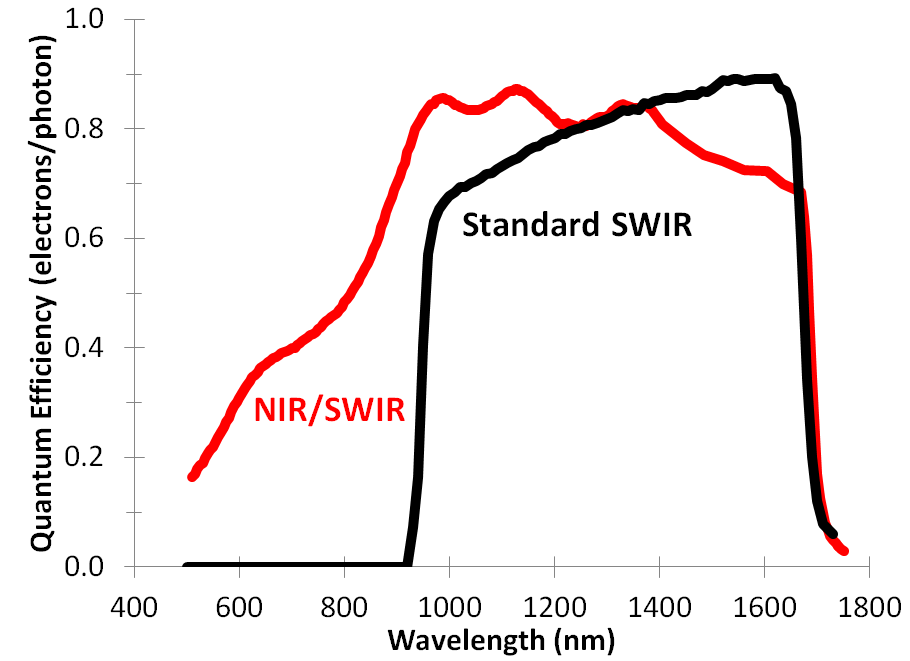 Quantum Efficiency (electrons/photon)
1.0
0.8
0.6
0.4
0.2
0.0
Standard SWIR
NIR/SWIR
400 600 800 1000 1200 1400 1600 1800
Wavelength (nm)